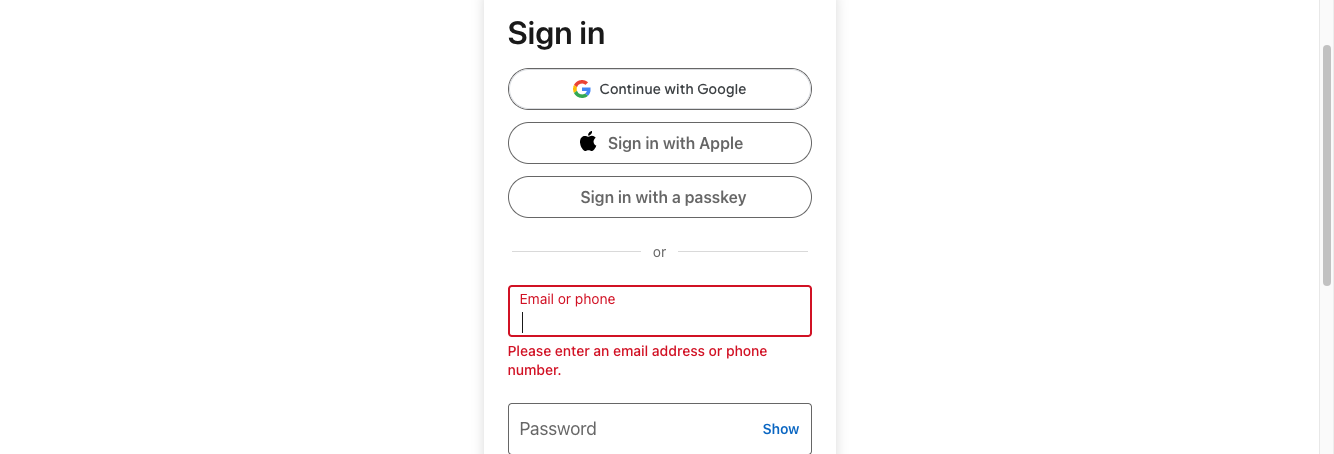 Sign in
Continue with Google
Sign in with Apple
Sign in with a passkey
or
Email or phone
Please enter an email address or phone
number.
Password Show